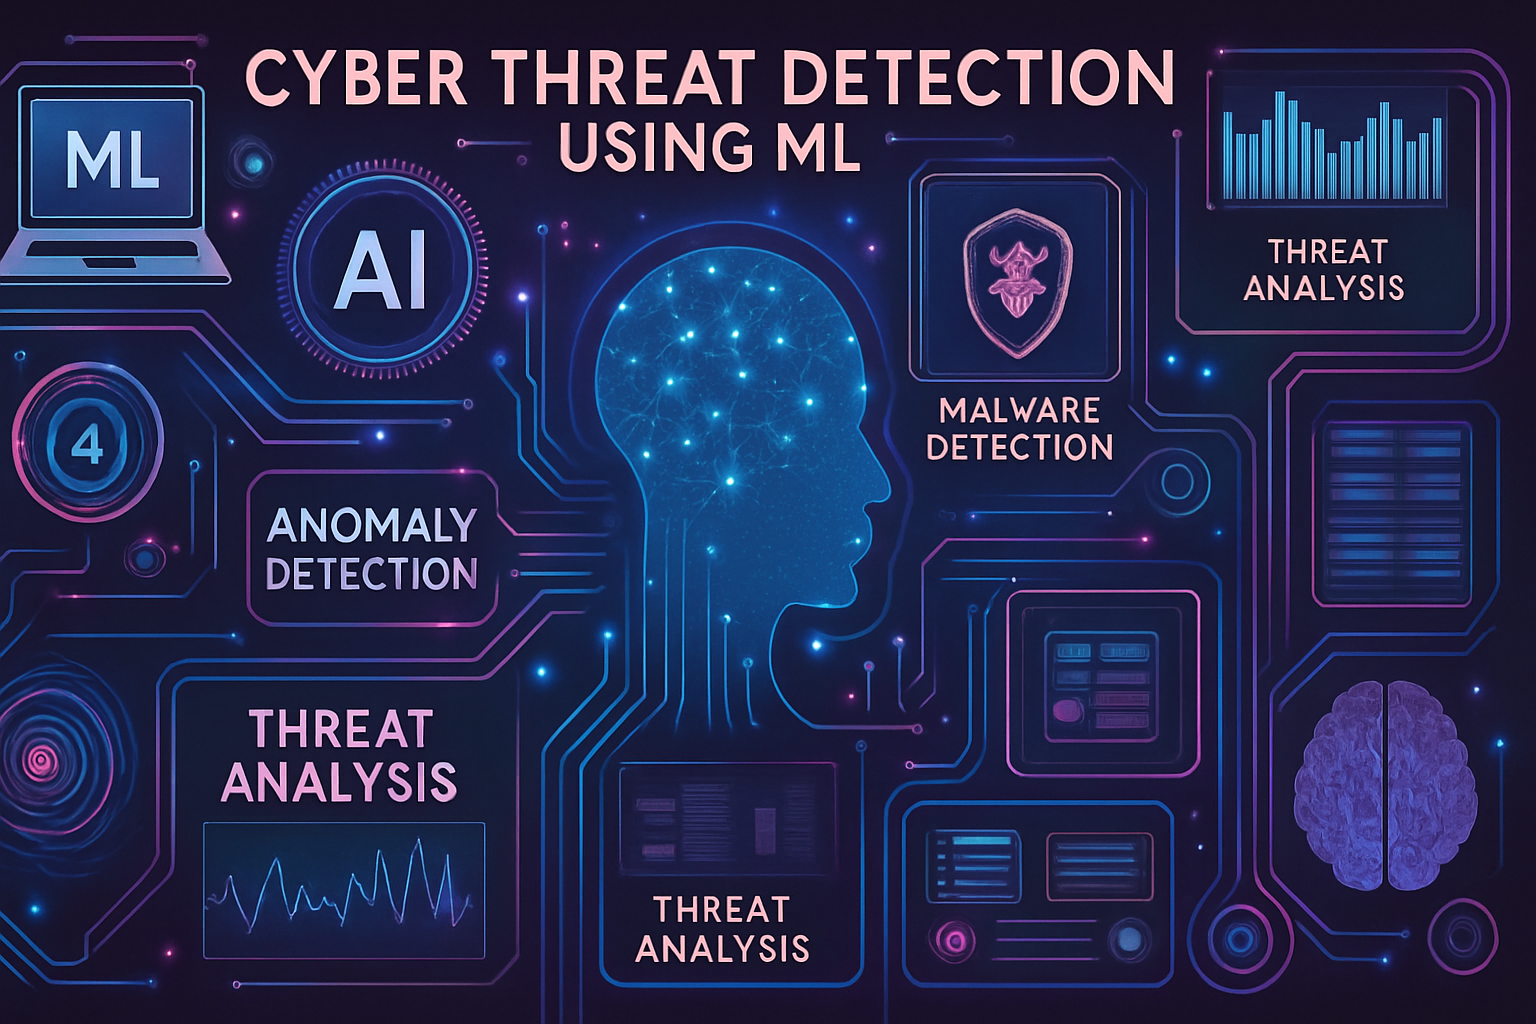 CYBER THREAT DETECTION
USING ML
ML
AI
THREAT
ANALYSIS
MALWARE
DETECTION
4
ANOMALY
DETECTION
THREAT
ANALYSIS
THREAT
ANALYSIS